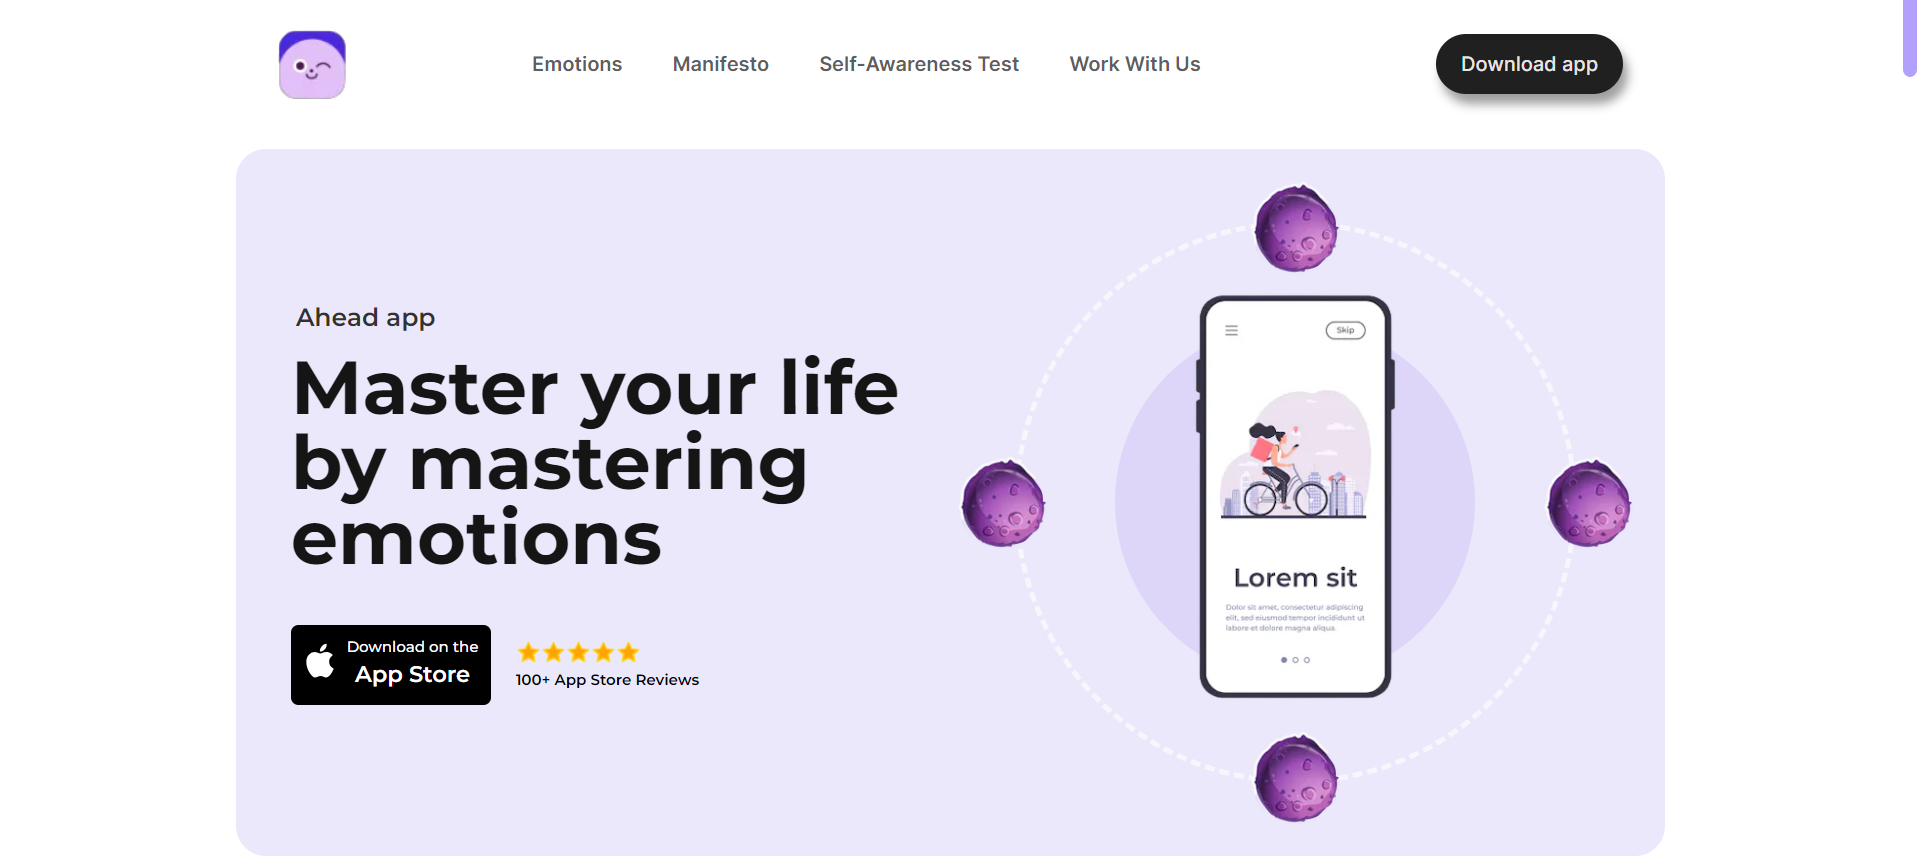 Emotions
Manifesto
Self-Awareness Test
Work With Us
Download app
Ahead app
Master your life
by mastering
emotions
Download on the
App Store
100+ App Store Reviews
Skip
Lorem sit
Dolor sit amet, consectetur adipiscing
elit, sed eiusmod tempor incididunt ut
labore et dolore magna aliqua.